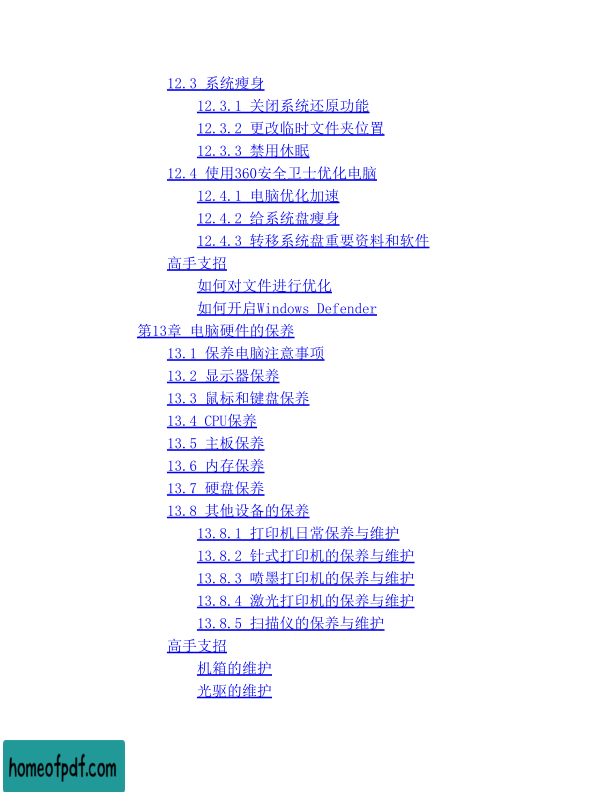 12.3 系统瘦身
12.3.1 关闭系统还原功能
12.3.2 更改临时文件夹位置
12.3.3 禁用休眠
12.4 使用360安全卫士优化电脑
12.4.1 电脑优化加速
12.4.2 给系统盘瘦身
12.4.3 转移系统盘重要资料和软件
高手支招
如何对文件进行优化
如何开启Windows Defender
第13章 电脑硬件的保养
13.1 保养电脑注意事项
13.2 显示器保养
13.3 鼠标和键盘保养
13.4 CPU保养
13.5 主板保养
13.6 内存保养
13.7 硬盘保养
13.8 其他设备的保养
13.8.1 打印机日常保养与维护
13.8.2 针式打印机的保养与维护
13.8.3 喷墨打印机的保养与维护
13.8.4 激光打印机的保养与维护
13.8.5 扫描仪的保养与维护
高手支招
机箱的维护
光驱的维护
homeofpdf.com